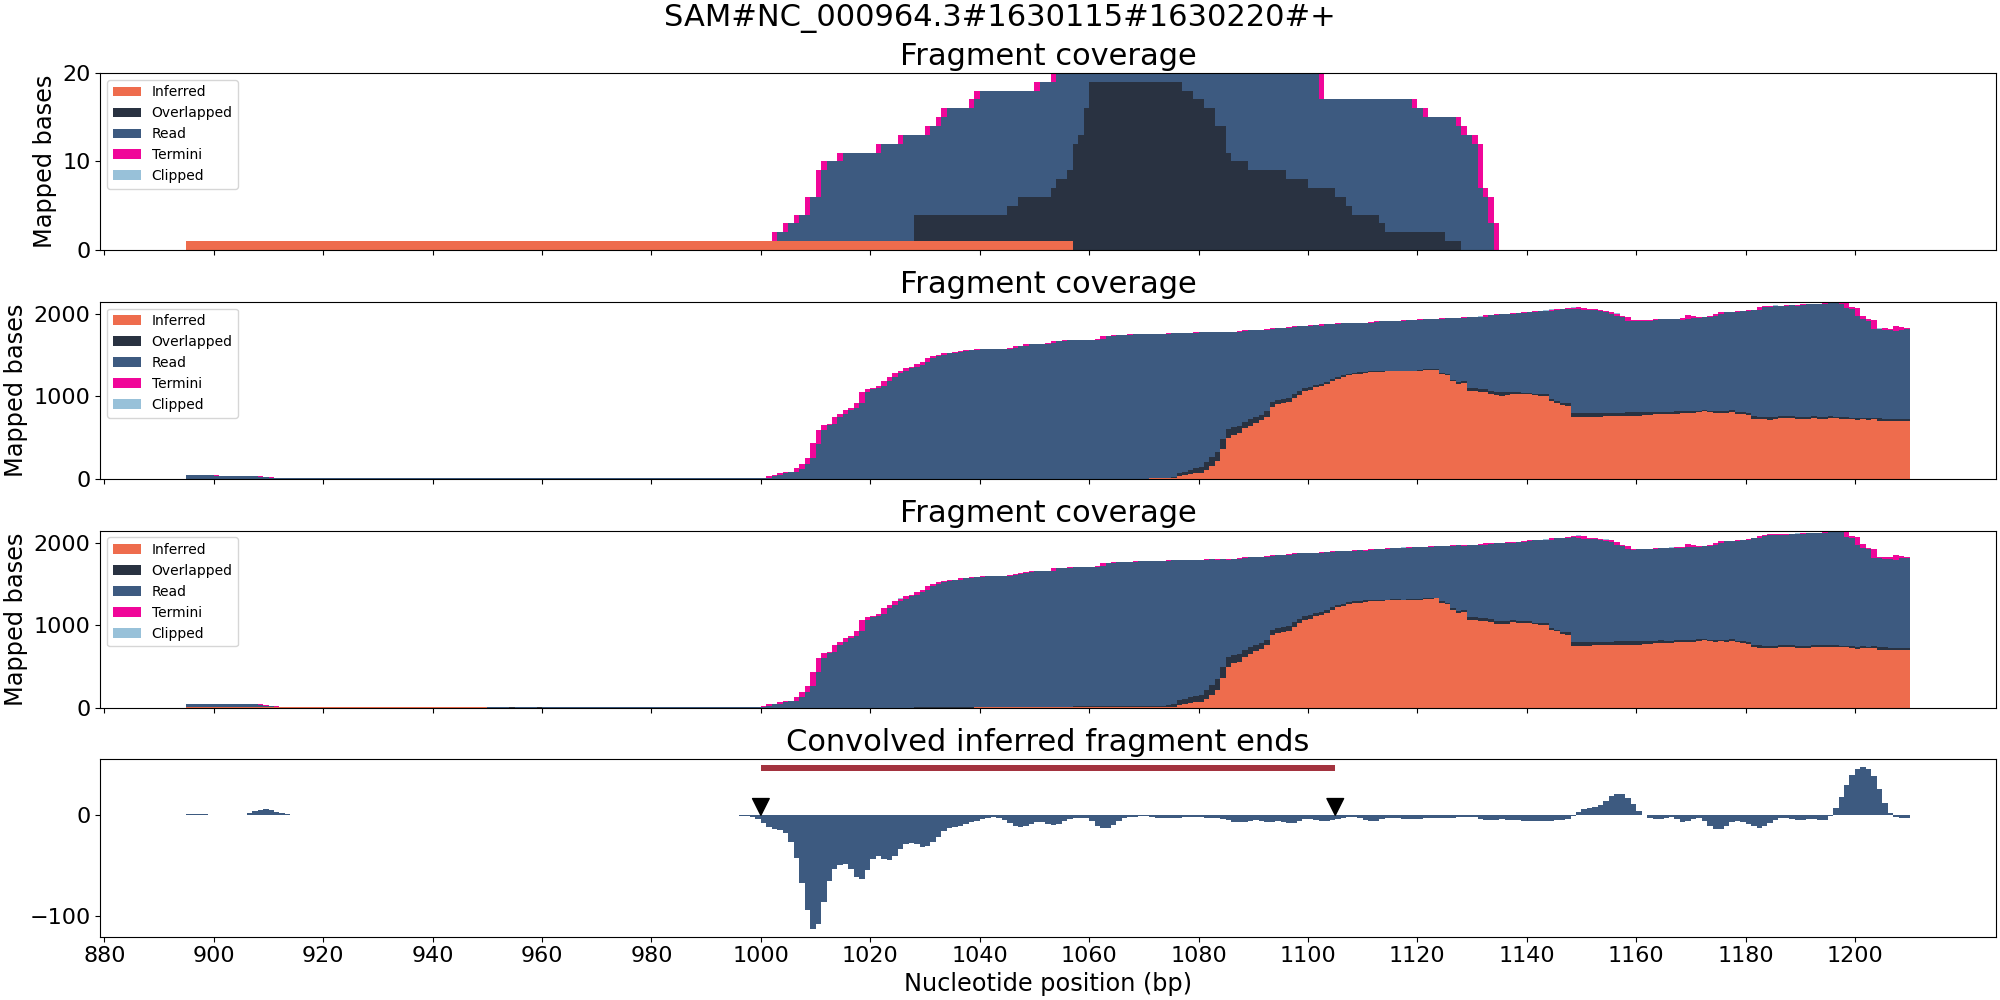 SAM#NC_000964.3#1630115#1630220#+
Fragment coverage
Mapped bases
20
10
0
Inferred
Overlapped
Read
Termini
Clipped
Fragment coverage
Mapped bases
2000
1000
0
Inferred
Overlapped
Read
Termini
Clipped
Fragment coverage
Mapped bases
2000
1000
0
Inferred
Overlapped
Read
Termini
Clipped
Convolved inferred fragment ends
0
−100
880 900 920 940 960 980 1000 1020 1040 1060 1080 1100 1120 1140 1160 1180 1200
Nucleotide position (bp)